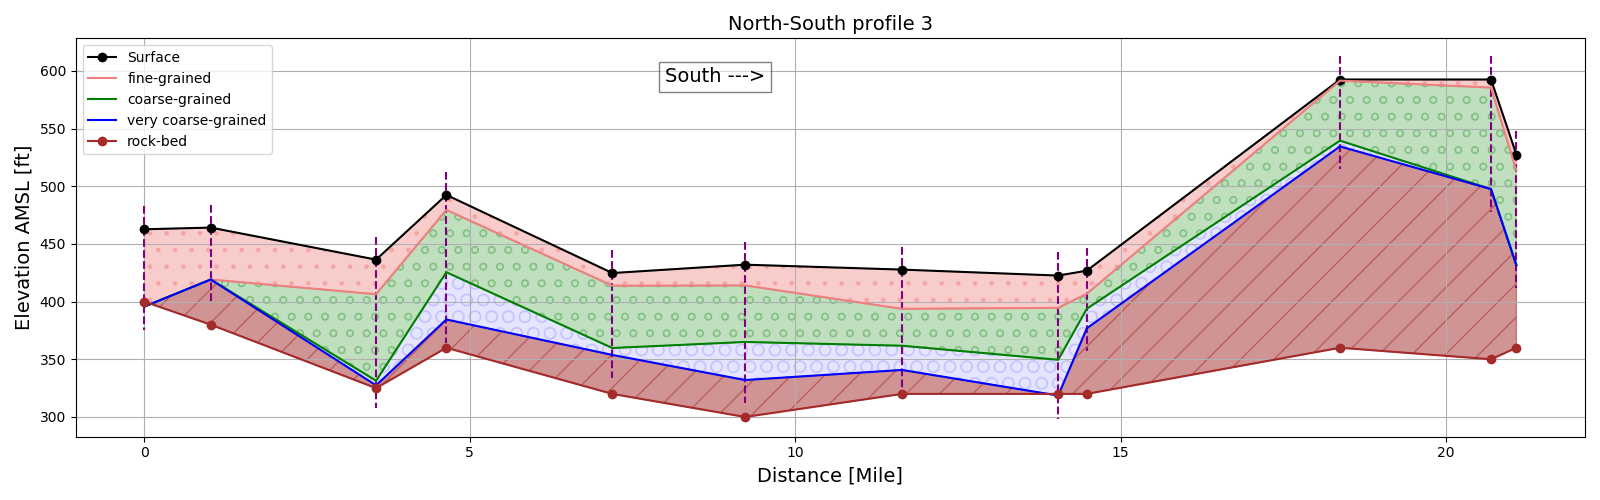 North-South profile 3
Surface
fine-grained
coarse-grained
very coarse-grained
rock-bed
South --->
Elevation AMSL [ft]
600
550
500
450
400
350
300
0
5
10
15
20
Distance [Mile]